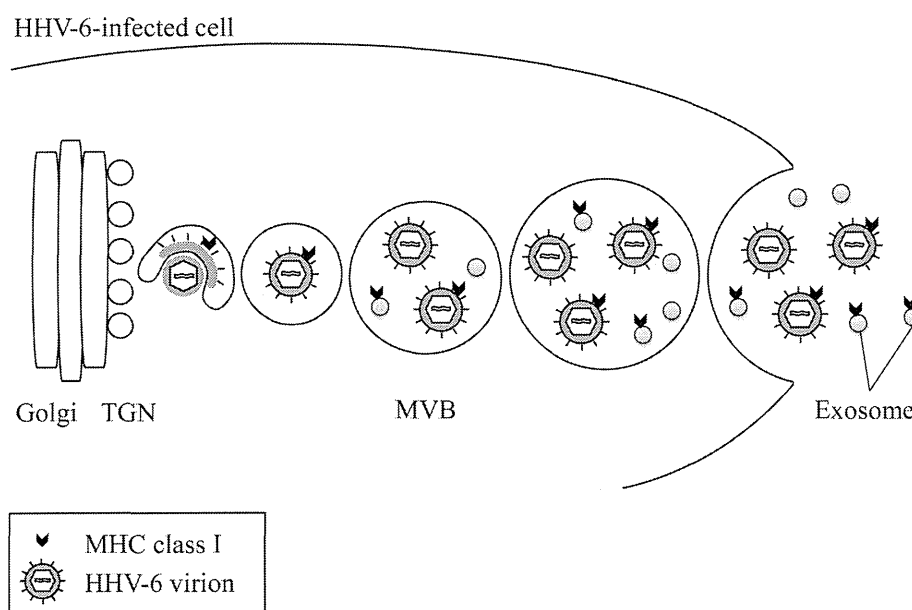 HHV-6-infected cell
Golgi TGN MVB Exosome
MHC class I
HHV-6 virion